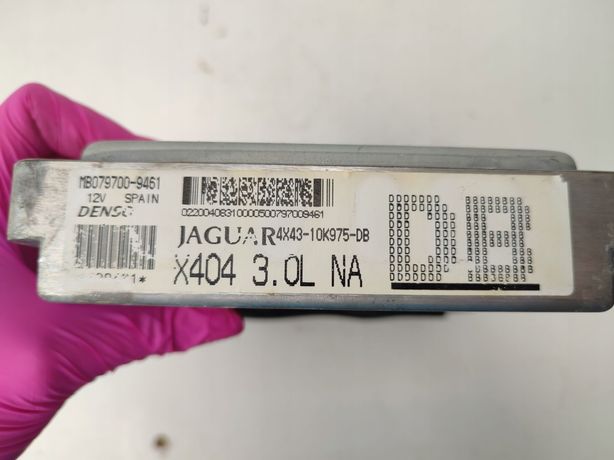 MB079700-9461
12V SPAIN
DENSO
02200408310000500797009461
JAGUAR 4X43-10K975-DB
X404 3.0L NA
DB